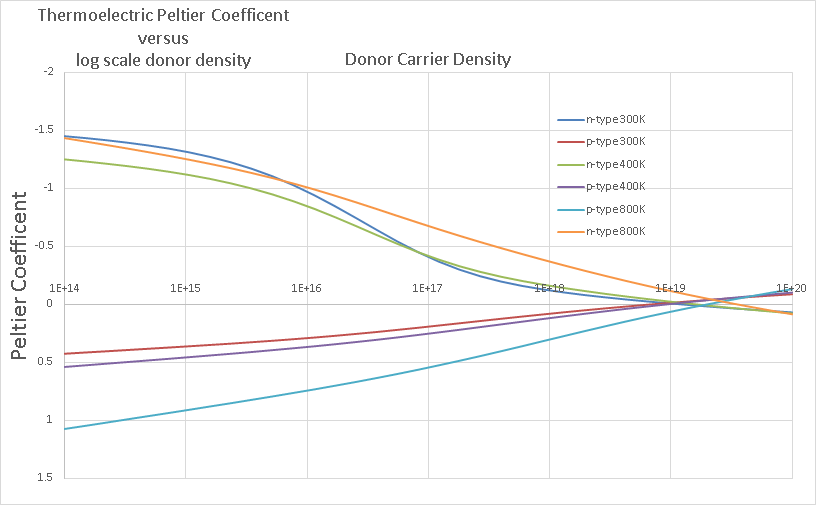 Thermoelectric Peltier Coefficent
versus
log scale donor density
Donor Carrier Density
-2
-1.5
-1
-0.5
0
0.5
1
1.5
1E+14 1E+15 1E+16 1E+17 1E+18 1E+19 1E+20
Peltier Coefficent
n-type300K
p-type300K
n-type400K
p-type400K
p-type800K
n-type800K